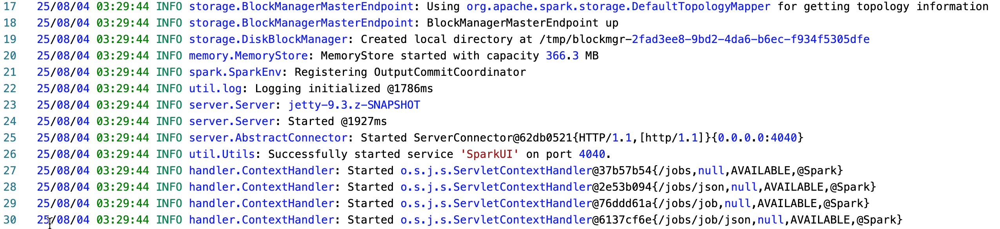 17 25/08/04 03:29:44 INFO storage.BlockManagerMasterEndpoint: Using org.apache.spark.storage.DefaultTopologyMapper for getting topology information
18 25/08/04 03:29:44 INFO storage.BlockManagerMasterEndpoint: BlockManagerMasterEndpoint up
19 25/08/04 03:29:44 INFO storage.DiskBlockManager: Created local directory at /tmp/blockmgr-2fad3ee8-9bd2-4da6-b6ec-f934f5305dfe
20 25/08/04 03:29:44 INFO memory.MemoryStore: MemoryStore started with capacity 366.3 MB
21 25/08/04 03:29:44 INFO spark.SparkEnv: Registering OutputCommitCoordinator
22 25/08/04 03:29:44 INFO util.log: Logging initialized @1786ms
23 25/08/04 03:29:44 INFO server.Server: jetty-9.3.z-SNAPSHOT
24 25/08/04 03:29:44 INFO server.Server: Started @1927ms
25 25/08/04 03:29:44 INFO server.AbstractConnector: Started ServerConnector@62db0521{HTTP/1.1,[http/1.1]}{0.0.0.0:4040}
26 25/08/04 03:29:44 INFO util.Utils: Successfully started service 'SparkUI' on port 4040.
27 25/08/04 03:29:44 INFO handler.ContextHandler: Started o.s.j.s.ServletContextHandler@37b57b54{/jobs,null,AVAILABLE,@Spark}
28 25/08/04 03:29:44 INFO handler.ContextHandler: Started o.s.j.s.ServletContextHandler@2e53b094{/jobs/json,null,AVAILABLE,@Spark}
29 25/08/04 03:29:44 INFO handler.ContextHandler: Started o.s.j.s.ServletContextHandler@76ddd61a{/jobs/job,null,AVAILABLE,@Spark}
30 25/08/04 03:29:44 INFO handler.ContextHandler: Started o.s.j.s.ServletContextHandler@6137cf6e{/jobs/job/json,null,AVAILABLE,@Spark}